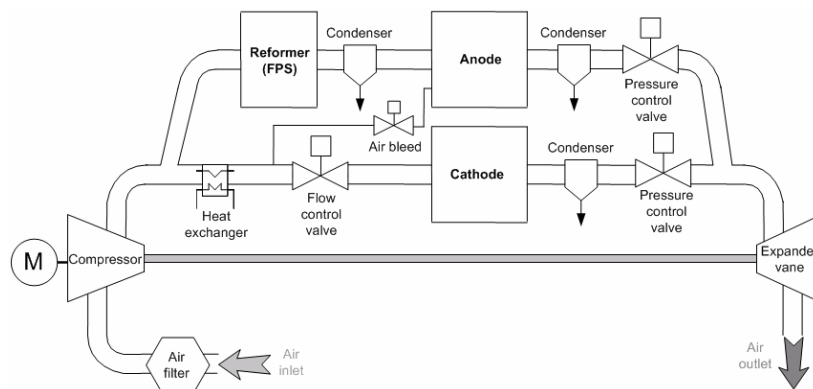 Condenser
Condenser
Reformer
(FPS)
Anode
Pressure
control
valve
Air bleed
Condenser
Cathode
Heat
exchanger
Flow
control
valve
Pressure
control
valve
M
Compressor
Expande
vane
Air
filter
Air
inlet
Air
outlet